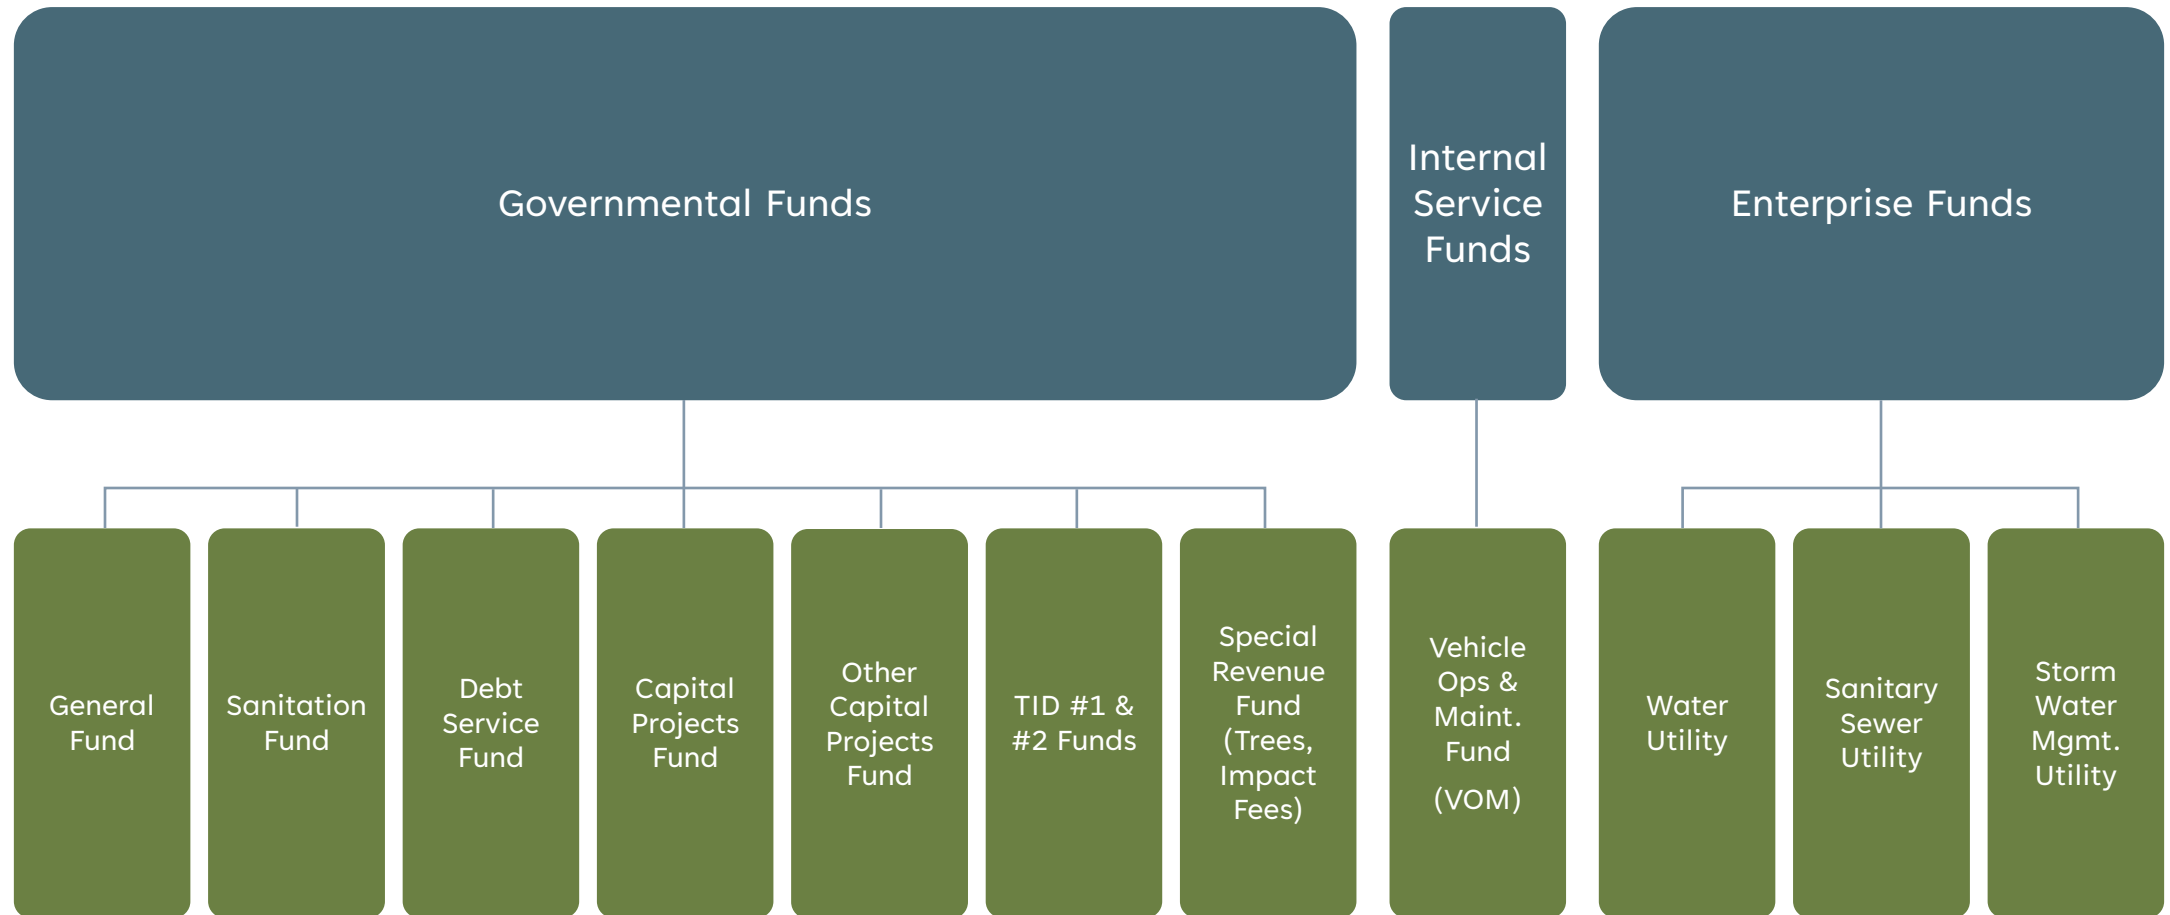 Governmental Funds
Internal
Service
Funds
Enterprise Funds
General
Fund
Sanitation
Fund
Debt
Service
Fund
Capital
Projects
Fund
Other
Capital
Projects
Fund
TID #1 &
#2 Funds
Special
Revenue
Fund
(Trees,
Impact
Fees)
Vehicle
Ops &
Maint.
Fund
(VOM)
Water
Utility
Sanitary
Sewer
Utility
Storm
Water
Mgmt.
Utility